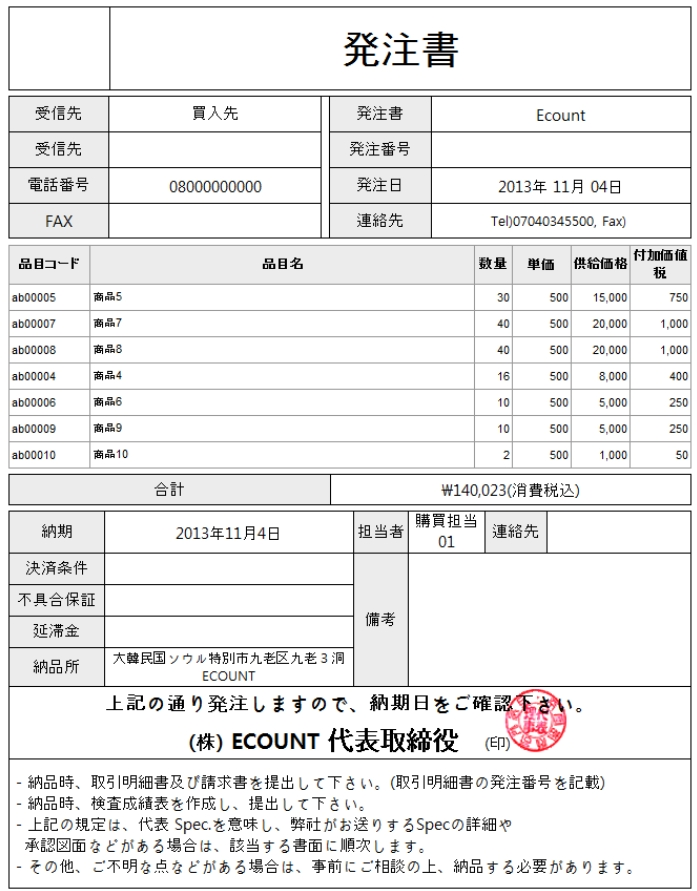 発注書
受信先 買入先 発注書 Ecount
受信先 発注番号
電話番号 08000000000 発注日 2013年 11月 04日
FAX 連絡先 Tel)07040345500, Fax)
品目コード 品目名 数量 単価 供給価格 付加価値税
ab00005 商品5 30 500 15,000 750
ab00007 商品7 40 500 20,000 1,000
ab00008 商品8 40 500 20,000 1,000
ab00004 商品4 16 500 8,000 400
ab00006 商品6 10 500 5,000 250
ab00009 商品9 10 500 5,000 250
ab00010 商品10 2 500 1,000 50
合計 ₩140,023(消費税込)
納期 2013年11月4日 担当者 購買担当01 連絡先
決済条件
不具合保証
備考
延滞金
納品所 大韓民国ソウル特別市九老区九老３洞
ECOUNT
上記の通り発注しますので、納期日をご確認下さい。
(株) ECOUNT 代表取締役 (印)
- 納品時、取引明細書及び請求書を提出して下さい。(取引明細書の発注番号を記載)
- 納品時、検査成績表を作成し、提出して下さい。
- 上記の規定は、代表 Spec.を意味し、弊社がお送りするSpecの詳細や
承認図面などがある場合は、該当する書面に順次します。
- その他、ご不明な点などがある場合は、事前にご相談の上、納品する必要があります。